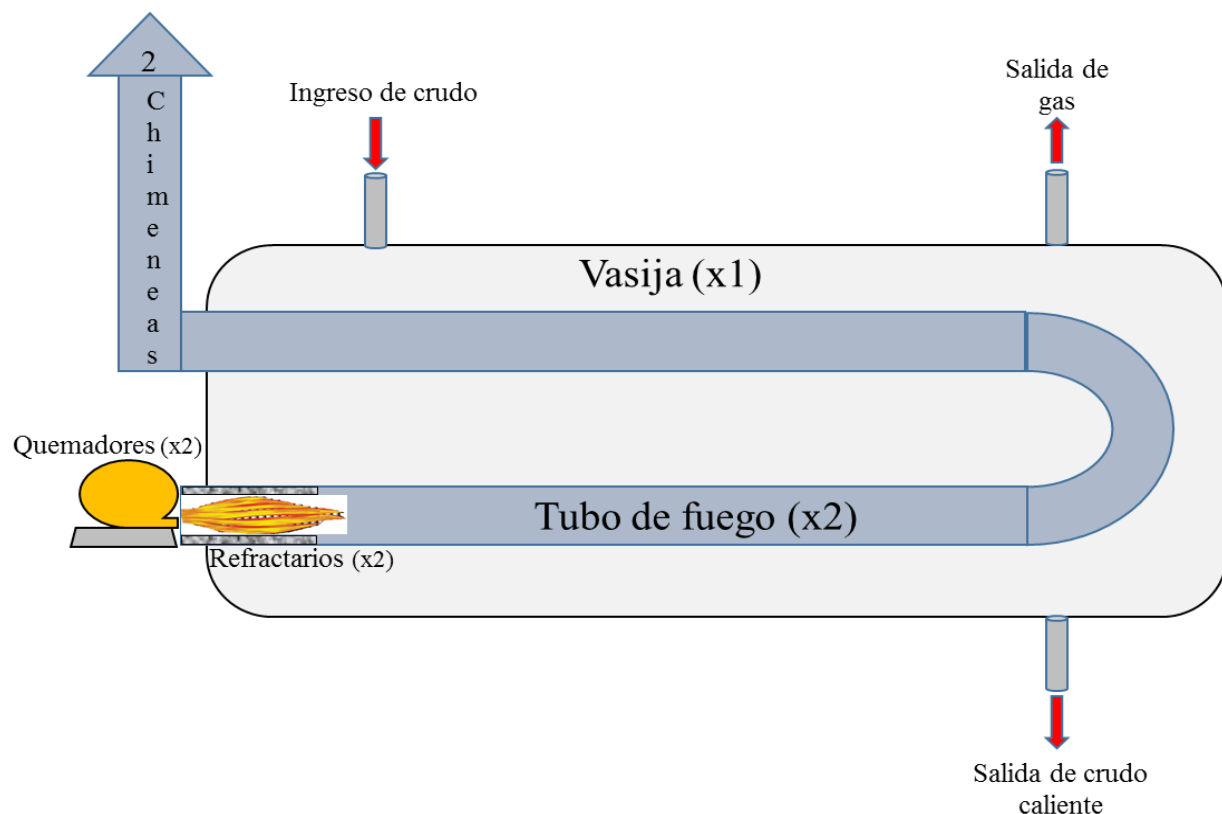 2
Chimeneas
Ingreso de crudo
Salida de
gas
Vasija (x1)
Quemadores (x2)
Tubo de fuego (x2)
Refractarios (x2)
Salida de crudo
caliente